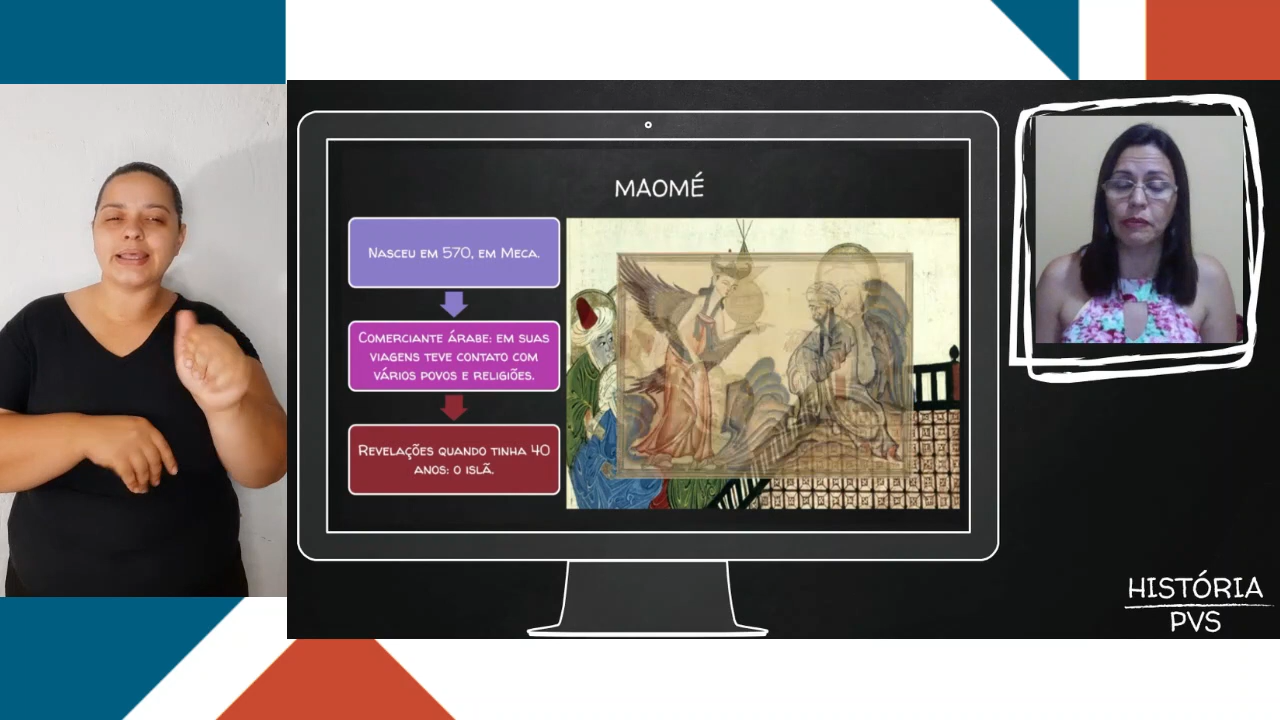 MAOMÉ
NASCEU EM 570, EM MECA.
COMERCIANTE ÁRABE: EM SUAS
VIAGENS TEVE CONTATO COM
VÁRIOS POVOS E RELIGIÕES.
REVELAÇÕES QUANDO TINHA 40
ANOS: O ISLÃ.
HISTÓRIA
PVS